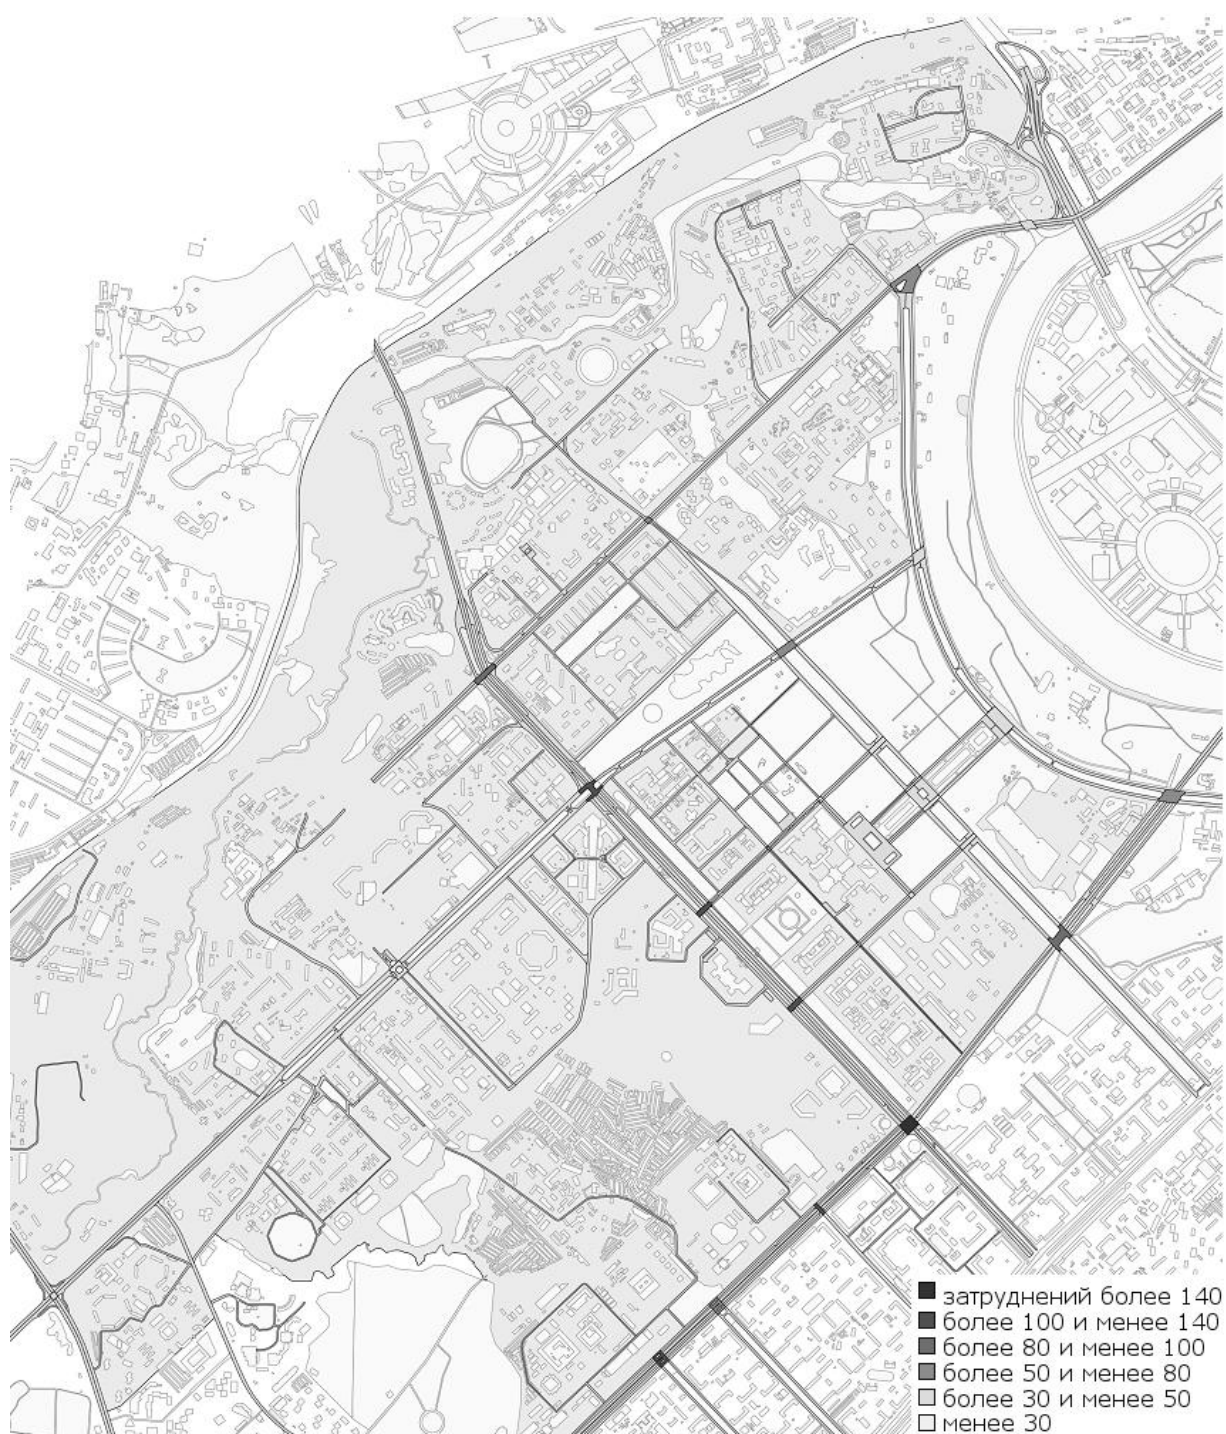 затруднений более 140
более 100 и менее 140
более 80 и менее 100
более 50 и менее 80
более 30 и менее 50
менее 30